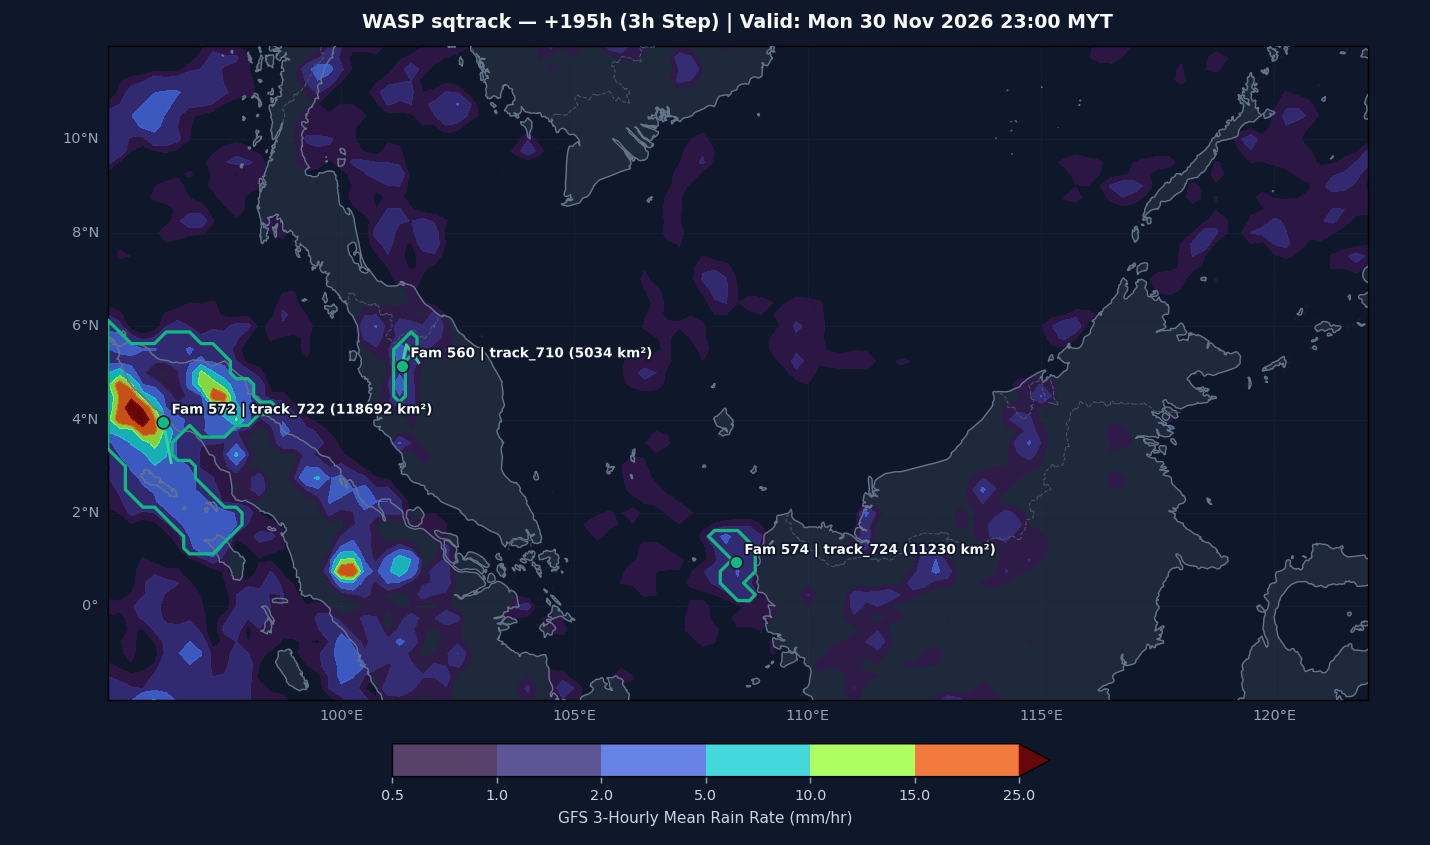 WASP sqtrack — +195h (3h Step) | Valid: Mon 30 Nov 2026 23:00 MYT
10°N
8°N
6°N
Fam 560 | track_710 (5034 km²)
Fam 572 | track_722 (118692 km²)
4°N
2°N
Fam 574 | track_724 (11230 km²)
0°
100°E 105°E 110°E 115°E 120°E
0.5 1.0 2.0 5.0 10.0 15.0 25.0
GFS 3-Hourly Mean Rain Rate (mm/hr)